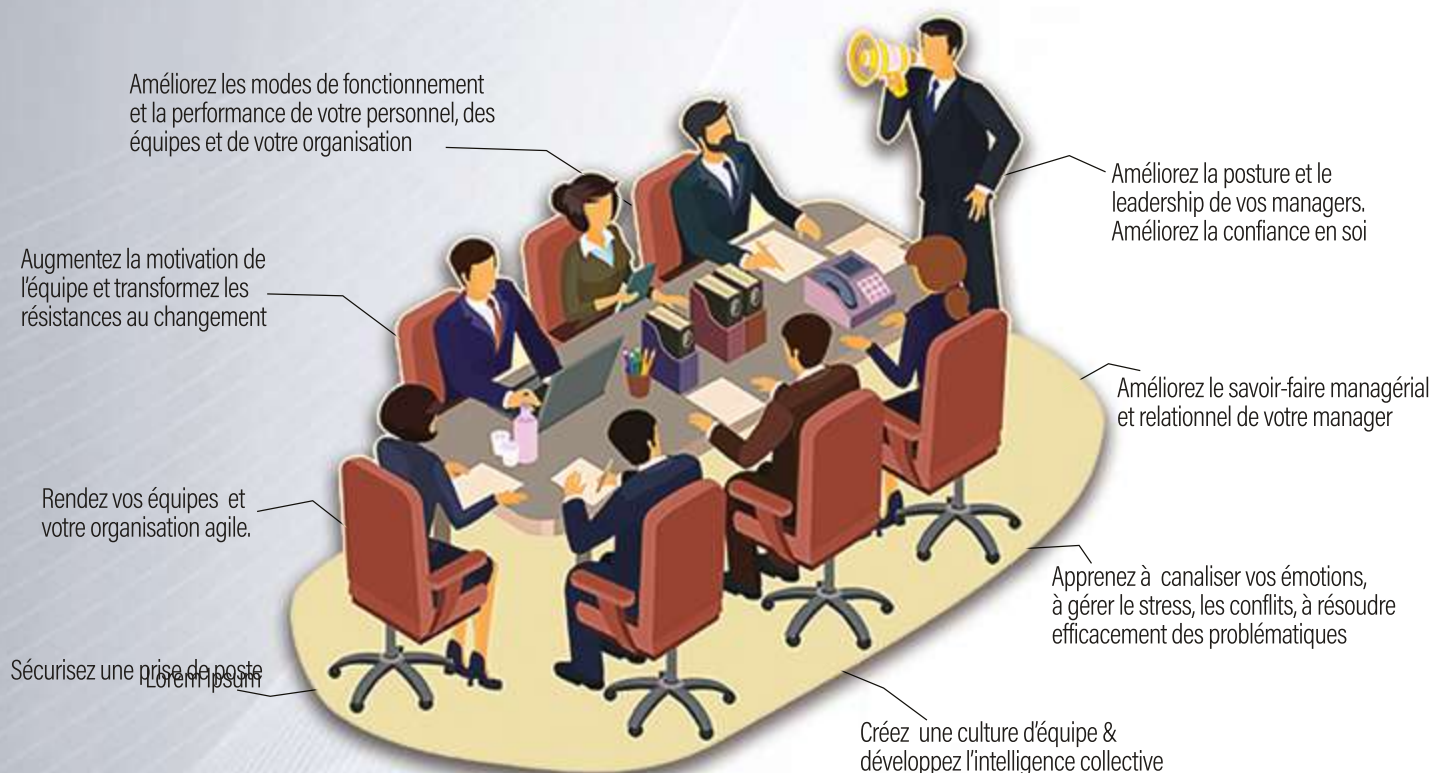 Améliorez les modes de fonctionnement
et la performance de votre personnel, des
équipes et de votre organisation
Améliorez la posture et le
leadership de vos managers.
Améliorez la confiance en soi
Augmentez la motivation de
l'équipe et transformez les
résistances au changement
Améliorez le savoir-faire managérial
et relationnel de votre manager
Rendez vos équipes et
votre organisation agile.
Apprenez à canaliser vos émotions,
à gérer le stress, les conflits, à résoudre
efficacement des problématiques
Sécurisez une prise de poste
Lorem ipsum
Créez une culture d'équipe &
développez l'intelligence collective